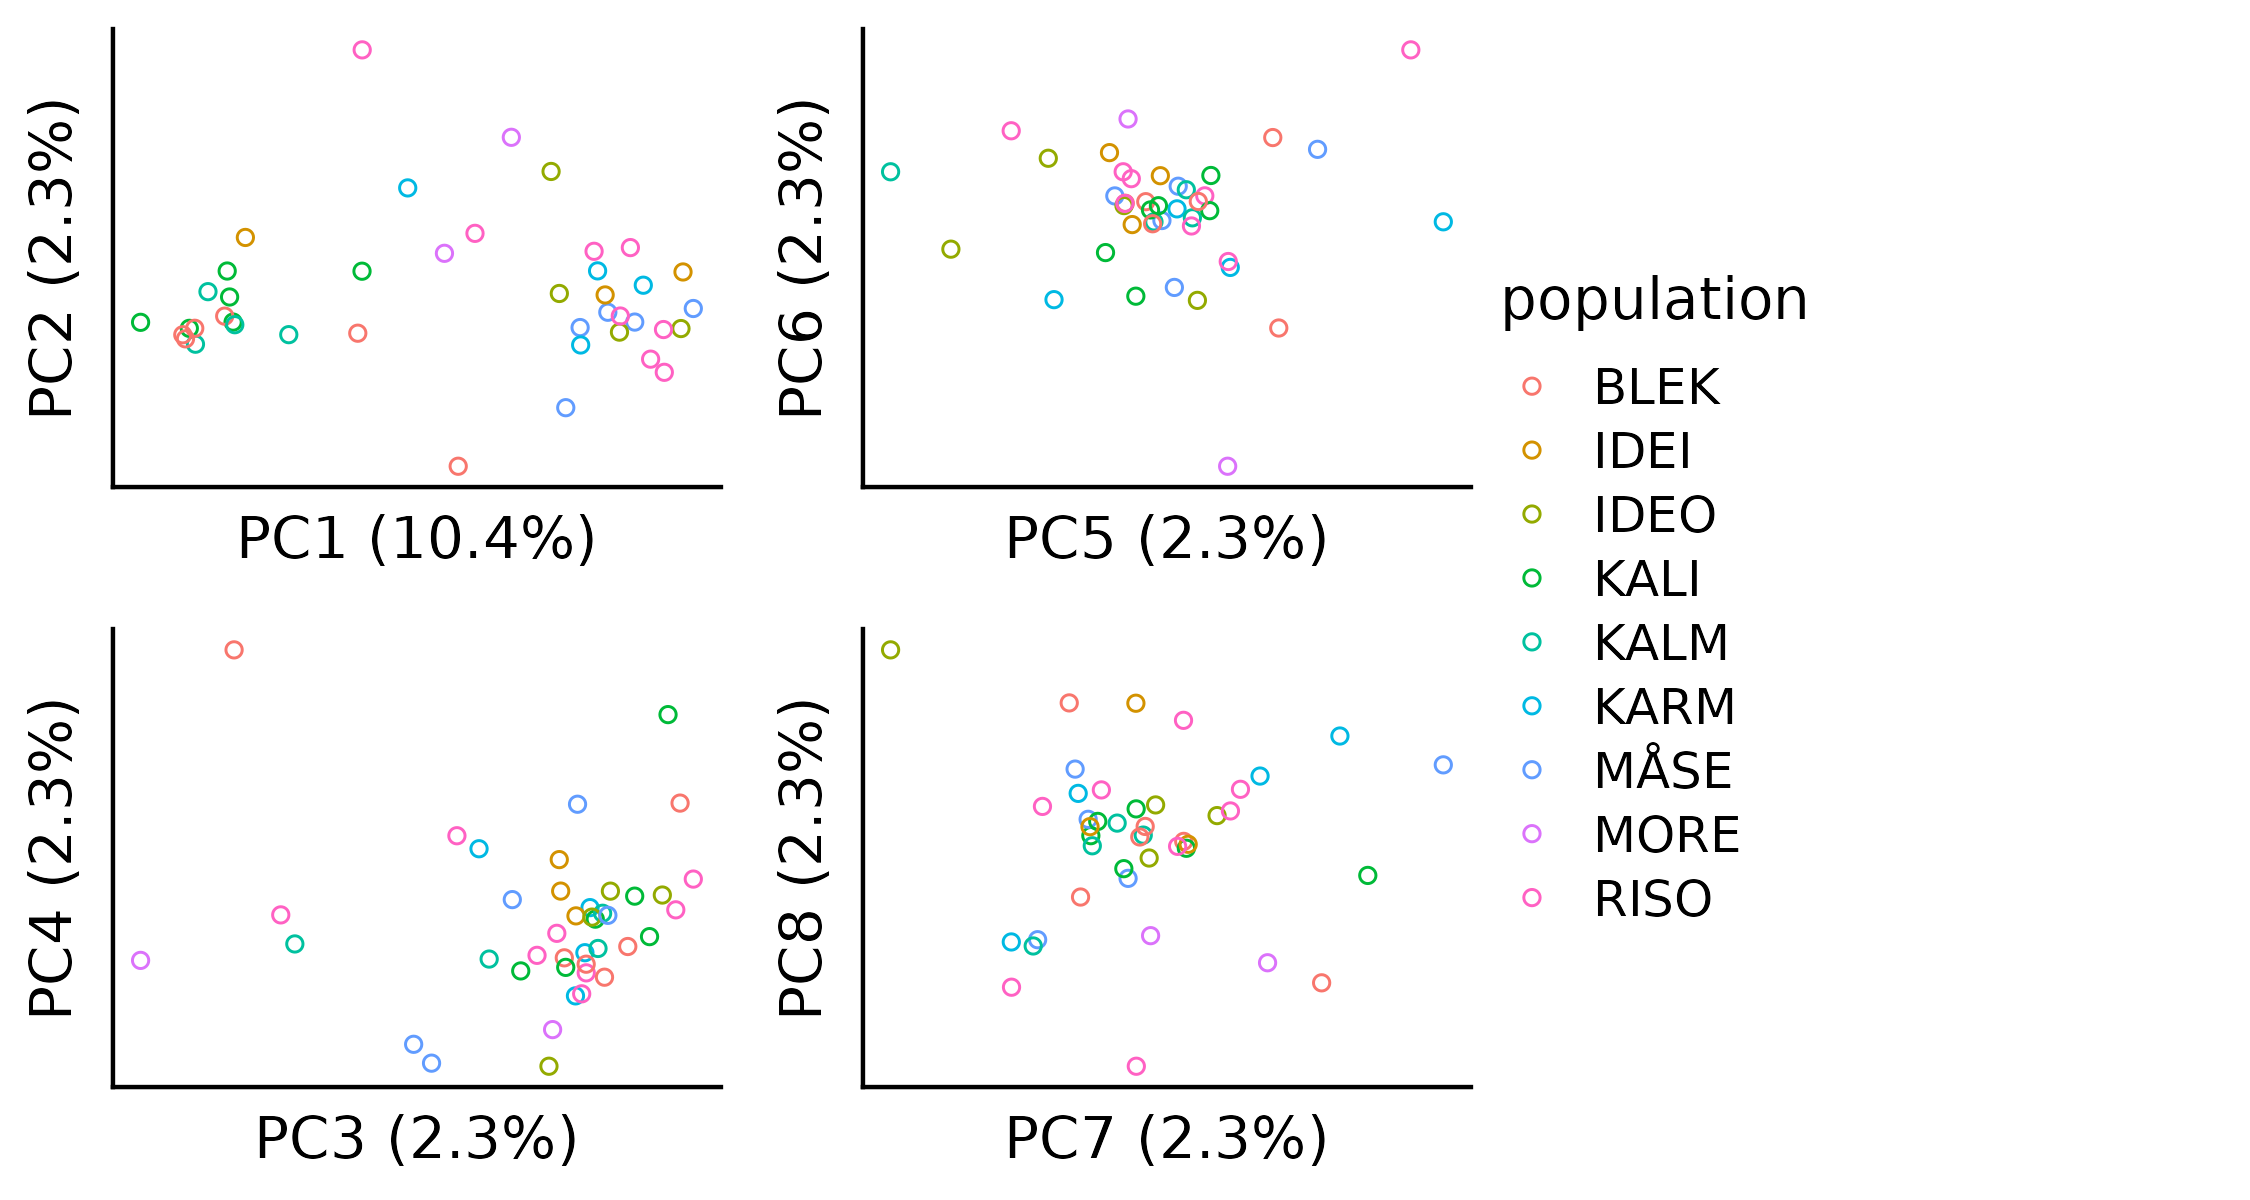 PC2 (2.3%)
PC1 (10.4%)
PC6 (2.3%)
PC5 (2.3%)
PC4 (2.3%)
PC3 (2.3%)
PC8 (2.3%)
PC7 (2.3%)
population
BLEK
IDEI
IDEO
KALI
KALM
KARM
MÅSE
MORE
RISO